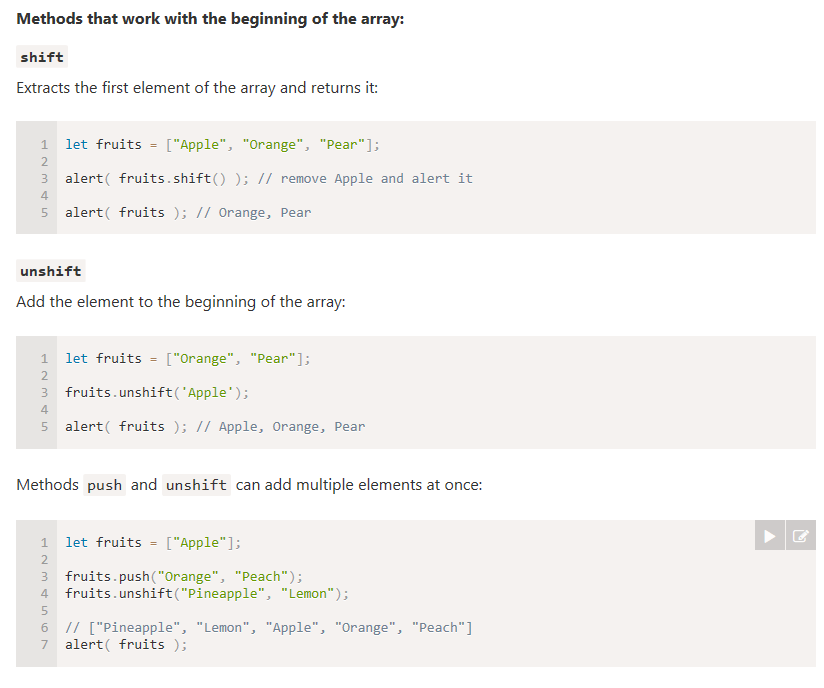 Methods that work with the beginning of the array:
shift
Extracts the first element of the array and returns it:
1 let fruits = ["Apple", "Orange", "Pear"];
2
3 alert( fruits.shift() ); // remove Apple and alert it
4
5 alert( fruits ); // Orange, Pear
unshift
Add the element to the beginning of the array:
1 let fruits = ["Orange", "Pear"];
2
3 fruits.unshift('Apple');
4
5 alert( fruits ); // Apple, Orange, Pear
Methods push and unshift can add multiple elements at once:
1 let fruits = ["Apple"];
2
3 fruits.push("Orange", "Peach");
4 fruits.unshift("Pineapple", "Lemon");
5
6 // ["Pineapple", "Lemon", "Apple", "Orange", "Peach"]
7 alert( fruits );